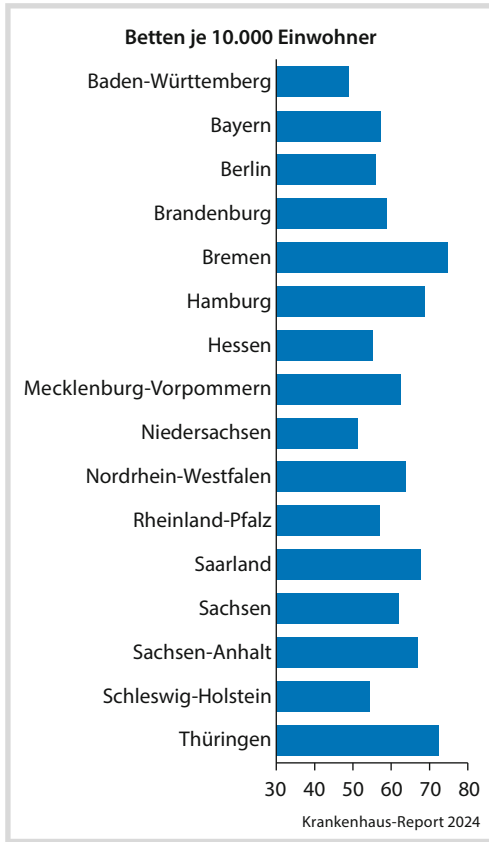 Betten je 10.000 Einwohner
Baden-Württemberg
Bayern
Berlin
Brandenburg
Bremen
Hamburg
Hessen
Mecklenburg-Vorpommern
Niedersachsen
Nordrhein-Westfalen
Rheinland-Pfalz
Saarland
Sachsen
Sachsen-Anhalt
Schleswig-Holstein
Thüringen
30 40 50 60 70 80
Krankenhaus-Report 2024